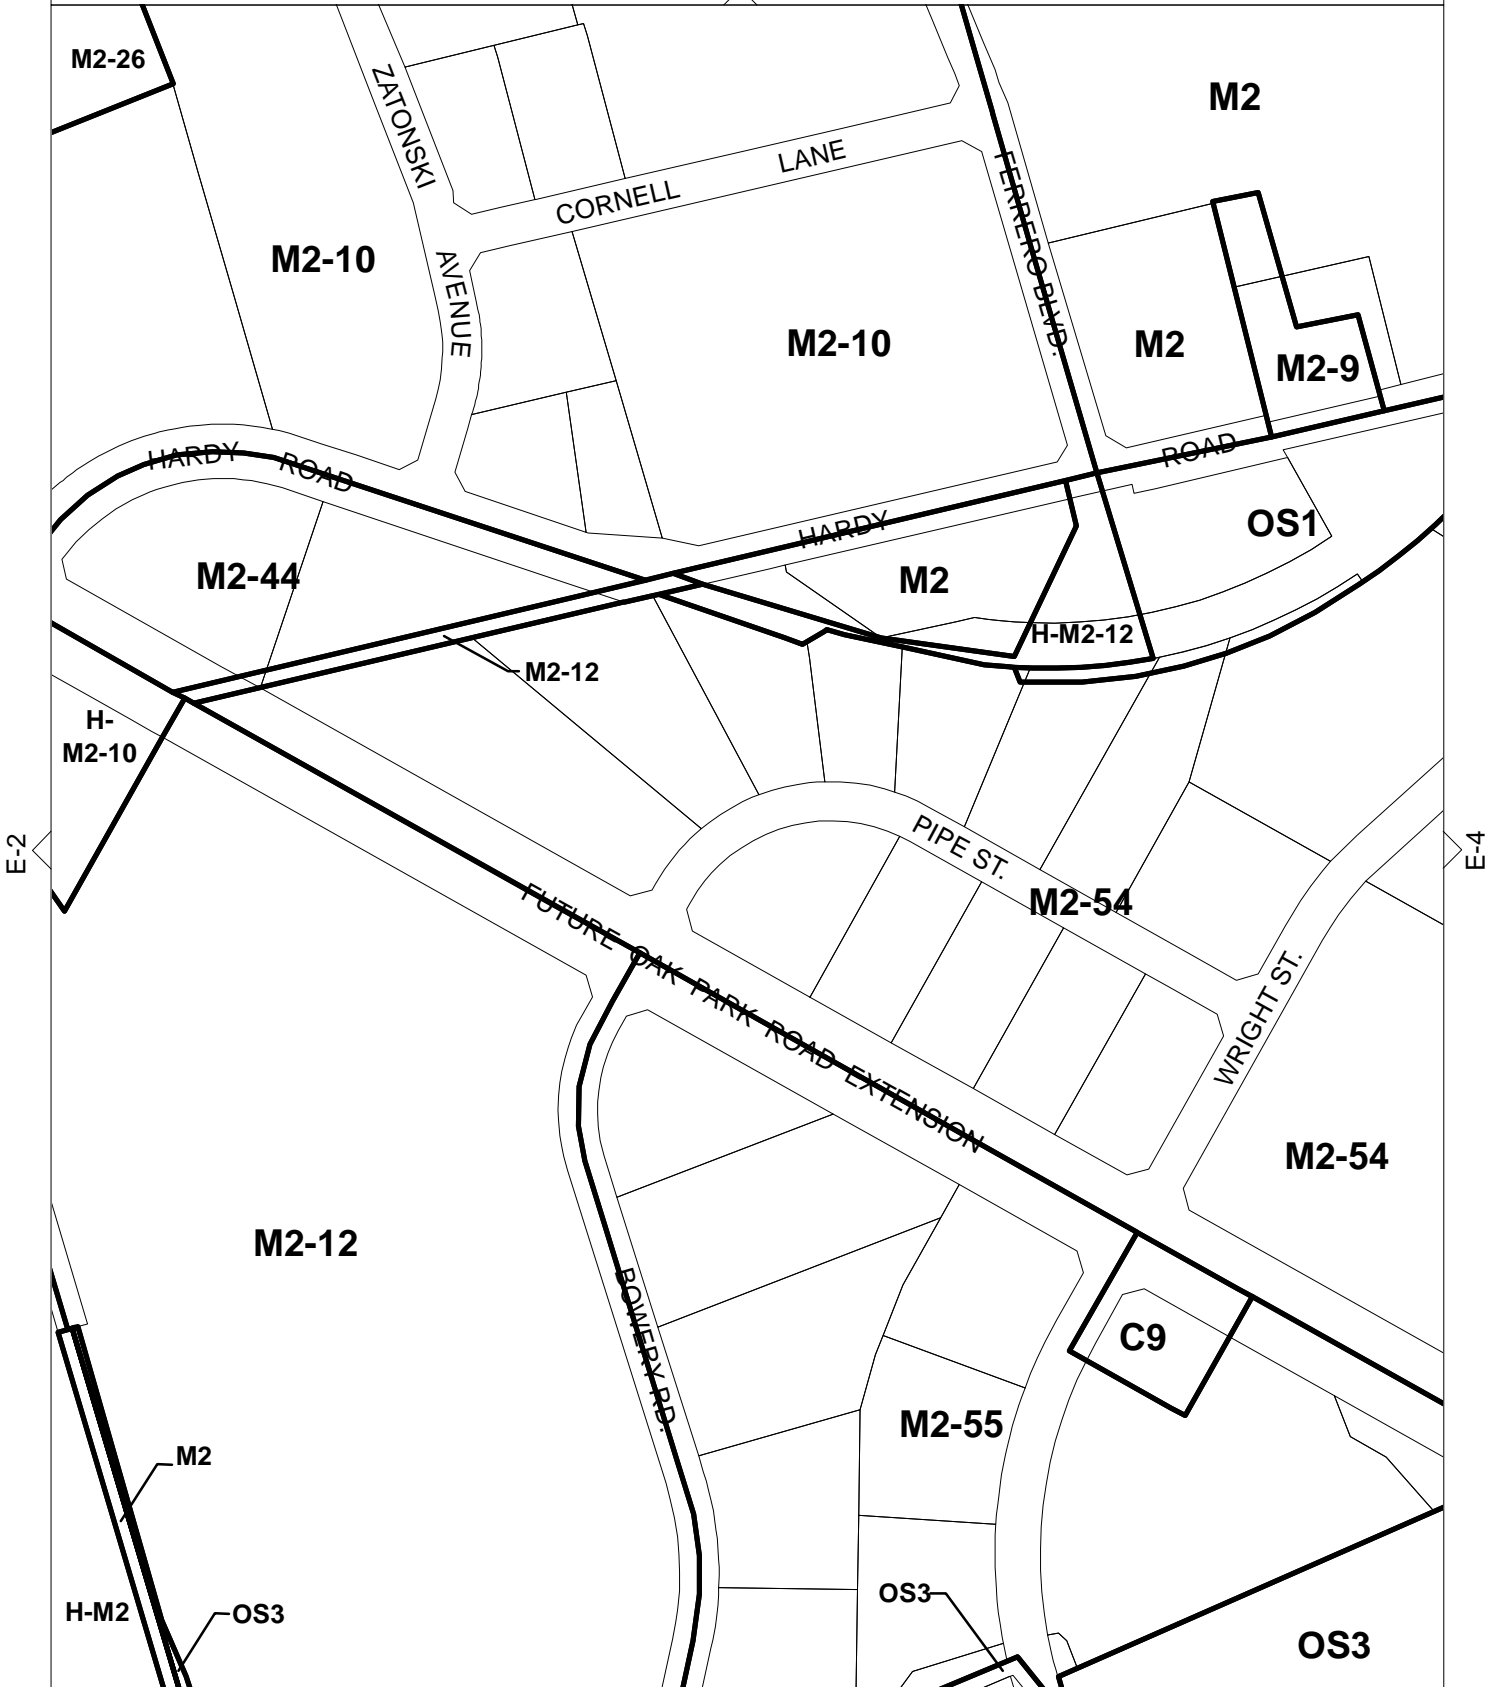 M2-26
ZATONSKI
AVENUE
M2
CORNELL
LANE
FERRERO BLVD.
M2-10
M2-10
M2
M2-9
HARDY
ROAD
ROAD
HARDY
OS1
M2-44
M2
H-M2-12
M2-12
H-
M2-10
E-2
E-4
PIPE ST.
M2-54
FUTURE OAK PARK ROAD EXTENSION
WRIGHT ST.
M2-54
M2-12
BOWERY RD.
C9
M2-55
M2
H-M2
OS3
OS3
OS3